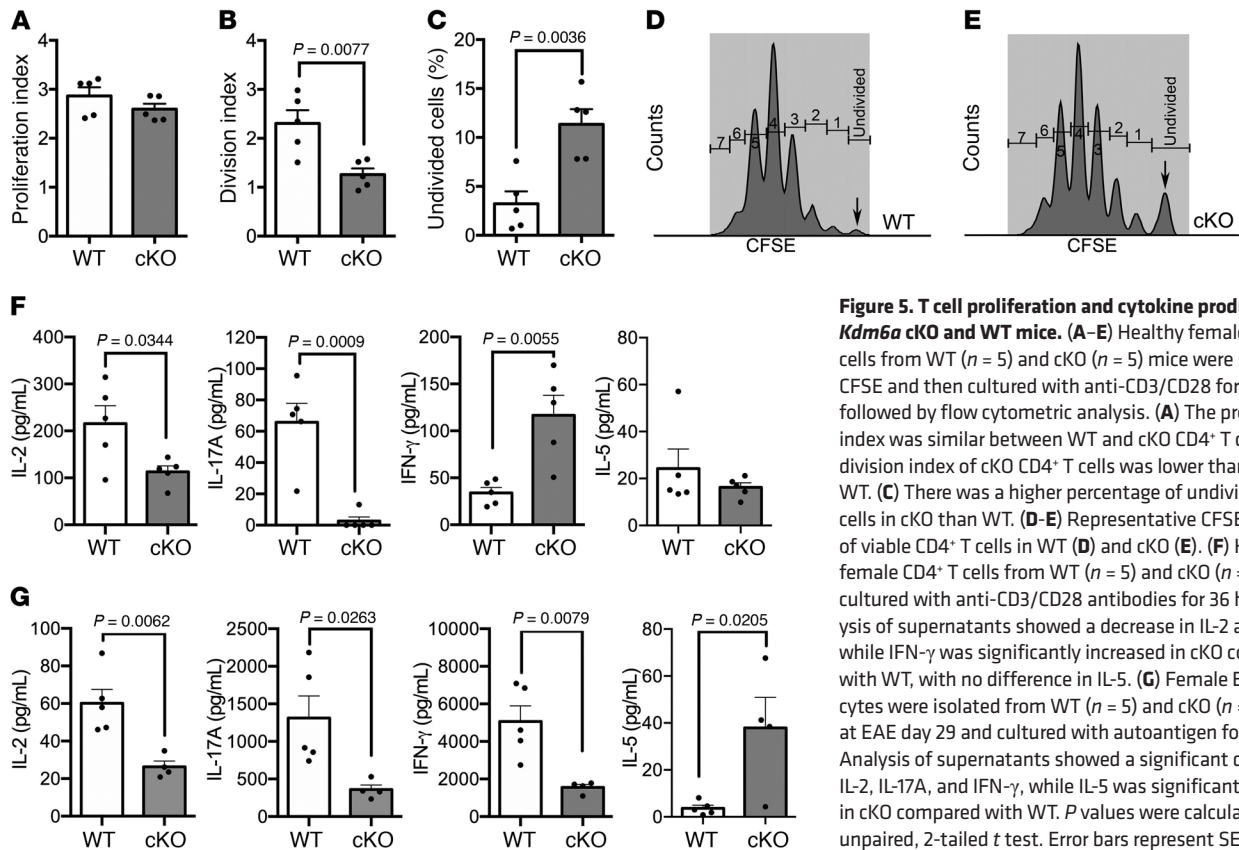 A
B
C
D
E
4
3
2
1
0
Proliferation index
WT
cKO
4
3
2
1
0
Division index
P = 0.0077
WT
cKO
20
15
10
5
0
Undivided cells (%)
P = 0.0036
WT
cKO
Counts
7
6
5
4
3
2
1
Undivided
CFSE
WT
Counts
7
6
5
4
3
2
1
Undivided
CFSE
cKO
F
400
300
200
100
0
IL-2 (pg/mL)
P = 0.0344
WT
cKO
120
100
80
60
40
20
0
IL-17A (pg/mL)
P = 0.0009
WT
cKO
200
150
100
50
0
IFN-γ (pg/mL)
P = 0.0055
WT
cKO
80
60
40
20
0
IL-5 (pg/mL)
WT
cKO
G
100
80
60
40
20
0
IL-2 (pg/mL)
P = 0.0062
WT
cKO
2500
2000
1500
1000
500
0
IL-17A (pg/mL)
P = 0.0263
WT
cKO
10000
8000
6000
4000
2000
0
IFN-γ (pg/mL)
P = 0.0079
WT
cKO
80
60
40
20
0
IL-5 (pg/mL)
P = 0.0205
WT
cKO
Figure 5. T cell proliferation and cytokine produ
Kdm6a cKO and WT mice. (A–E) Healthy female
cells from WT (n = 5) and cKO (n = 5) mice were s
CFSE and then cultured with anti-CD3/CD28 for
followed by flow cytometric analysis. (A) The pro
index was similar between WT and cKO CD4+ T c
division index of cKO CD4+ T cells was lower than
WT. (C) There was a higher percentage of undivi
cells in cKO than WT. (D-E) Representative CFSE
of viable CD4+ T cells in WT (D) and cKO (E). (F) H
female CD4+ T cells from WT (n = 5) and cKO (n =
cultured with anti-CD3/CD28 antibodies for 36 h
ysis of supernatants showed a decrease in IL-2 a
while IFN-γ was significantly increased in cKO co
with WT, with no difference in IL-5. (G) Female E
cytes were isolated from WT (n = 5) and cKO (n =
at EAE day 29 and cultured with autoantigen fo
Analysis of supernatants showed a significant d
IL-2, IL-17A, and IFN-γ, while IL-5 was significant
in cKO compared with WT. P values were calcula
unpaired, 2-tailed t test. Error bars represent SE